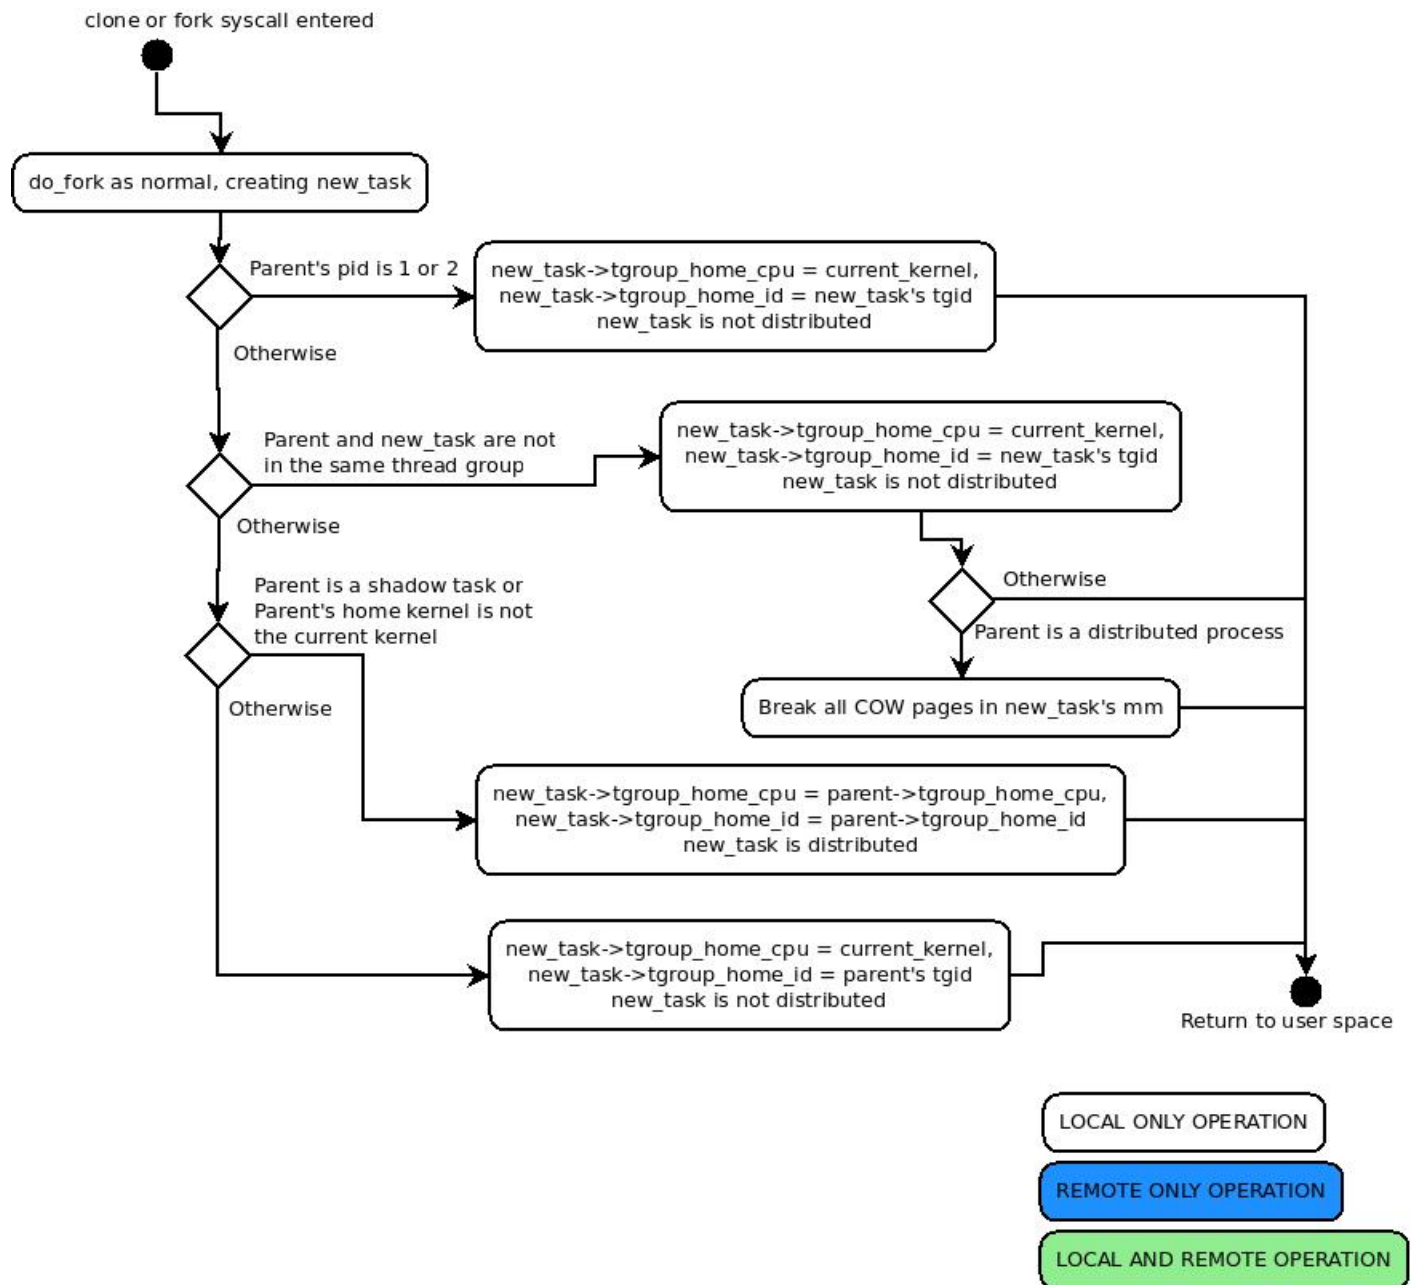 clone or fork syscall entered
do_fork as normal, creating new_task
Parent's pid is 1 or 2
new_task->tgroup_home_cpu = current_kernel,
new_task->tgroup_home_id = new_task's tgid
new_task is not distributed
Otherwise
Parent and new_task are not
in the same thread group
new_task->tgroup_home_cpu = current_kernel,
new_task->tgroup_home_id = new_task's tgid
new_task is not distributed
Otherwise
Otherwise
Parent is a distributed process
Parent is a shadow task or
Parent's home kernel is not
the current kernel
Otherwise
Break all COW pages in new_task's mm
new_task->tgroup_home_cpu = parent->tgroup_home_cpu,
new_task->tgroup_home_id = parent->tgroup_home_id
new_task is distributed
new_task->tgroup_home_cpu = current_kernel,
new_task->tgroup_home_id = parent's tgid
new_task is not distributed
Return to user space
LOCAL ONLY OPERATION
REMOTE ONLY OPERATION
LOCAL AND REMOTE OPERATION